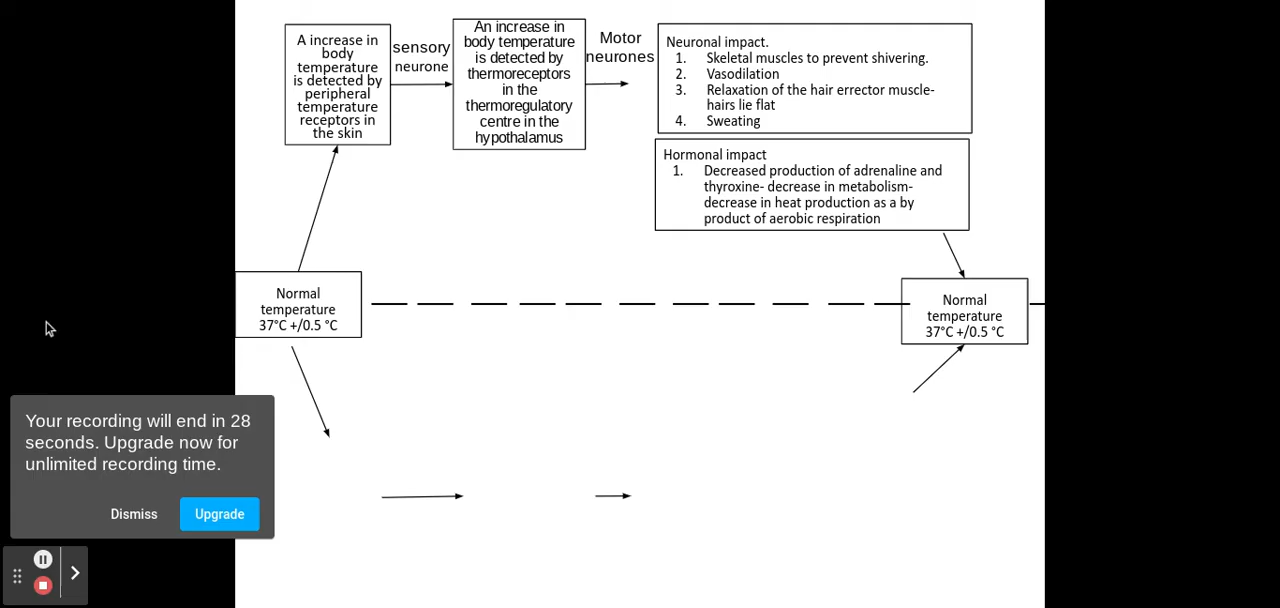 A increase in
body
temperature
is detected by
peripheral
temperature
receptors in
the skin
sensory
neurone
An increase in
body temperature
is detected by
thermoreceptors
in the
thermoregulatory
centre in the
hypothalamus
Motor
neurones
Neuronal impact.
1. Skeletal muscles to prevent shivering.
2. Vasodilation
3. Relaxation of the hair errector muscle-
hairs lie flat
4. Sweating
Hormonal impact
1. Decreased production of adrenaline and
thyroxine- decrease in metabolism-
decrease in heat production as a by
product of aerobic respiration
Normal
temperature
37°C +/0.5 °C
Normal
temperature
37°C +/0.5 °C
Your recording will end in 28
seconds. Upgrade now for
unlimited recording time.
Dismiss
Upgrade